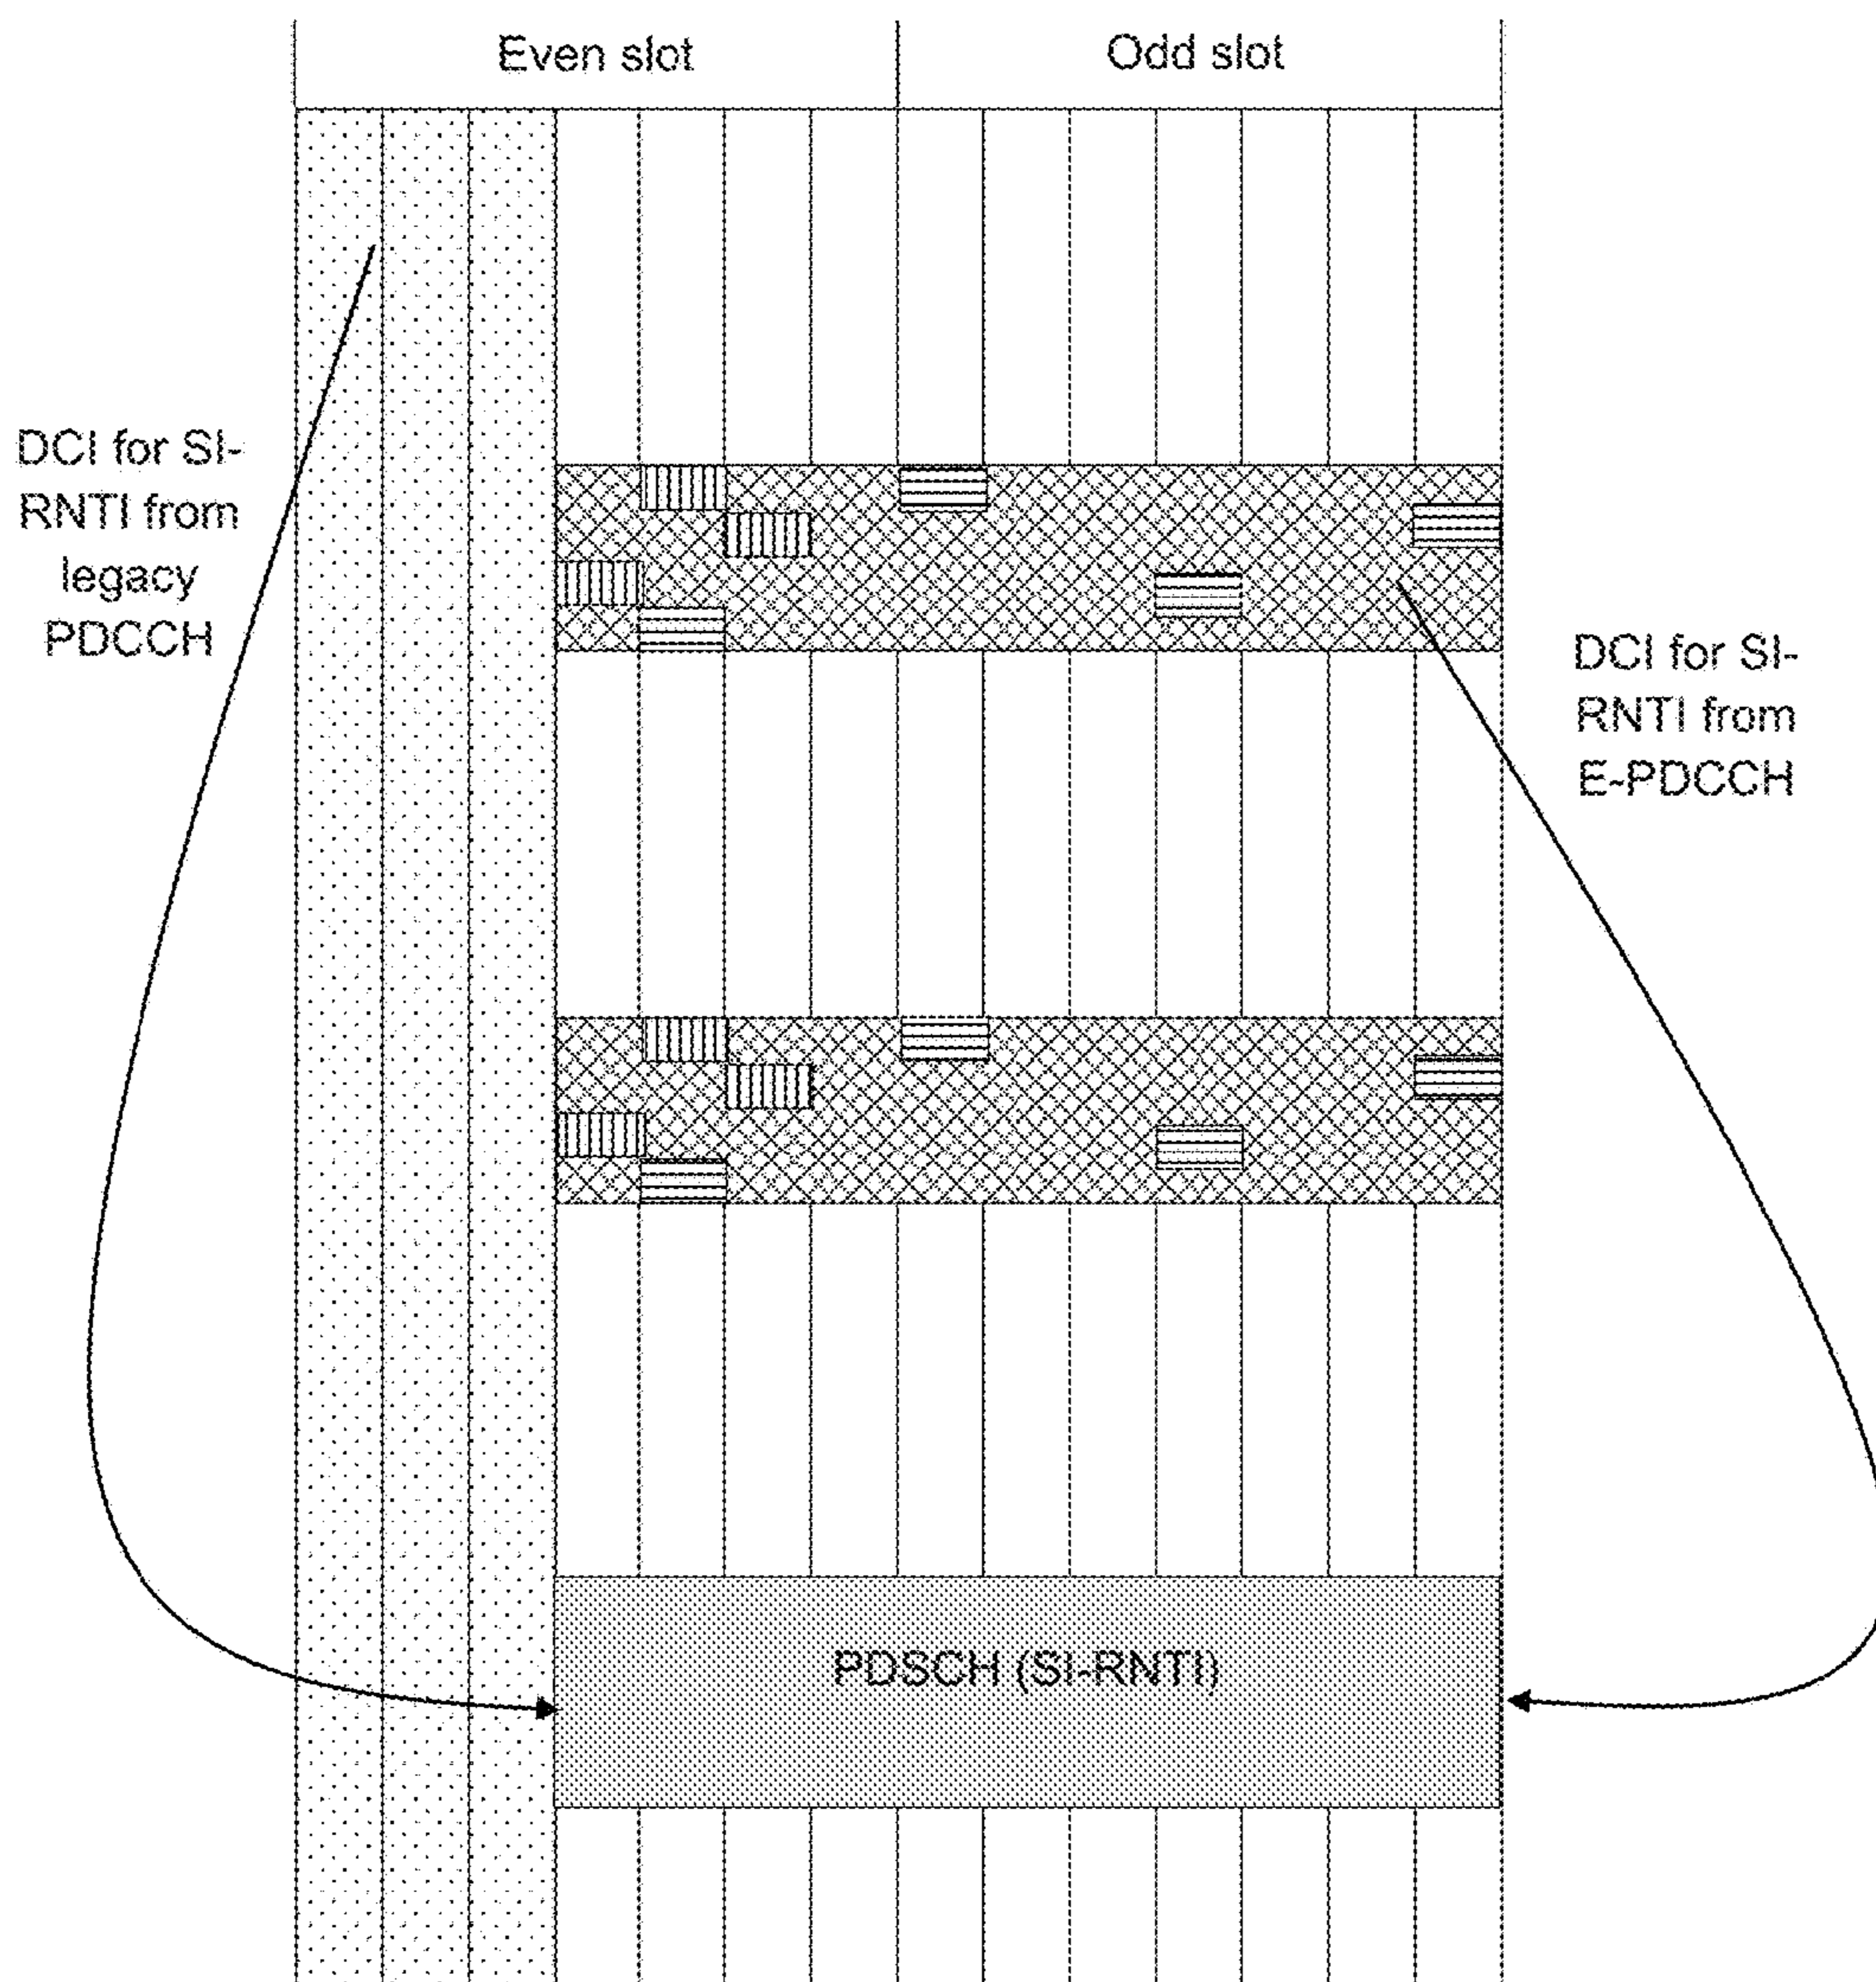 Even slot
Odd slot
DCI for SI-
RNTI from
legacy
PDCCH
DCI for SI-
RNTI from
E-PDCCH
PDSCH (SI-RNTI)